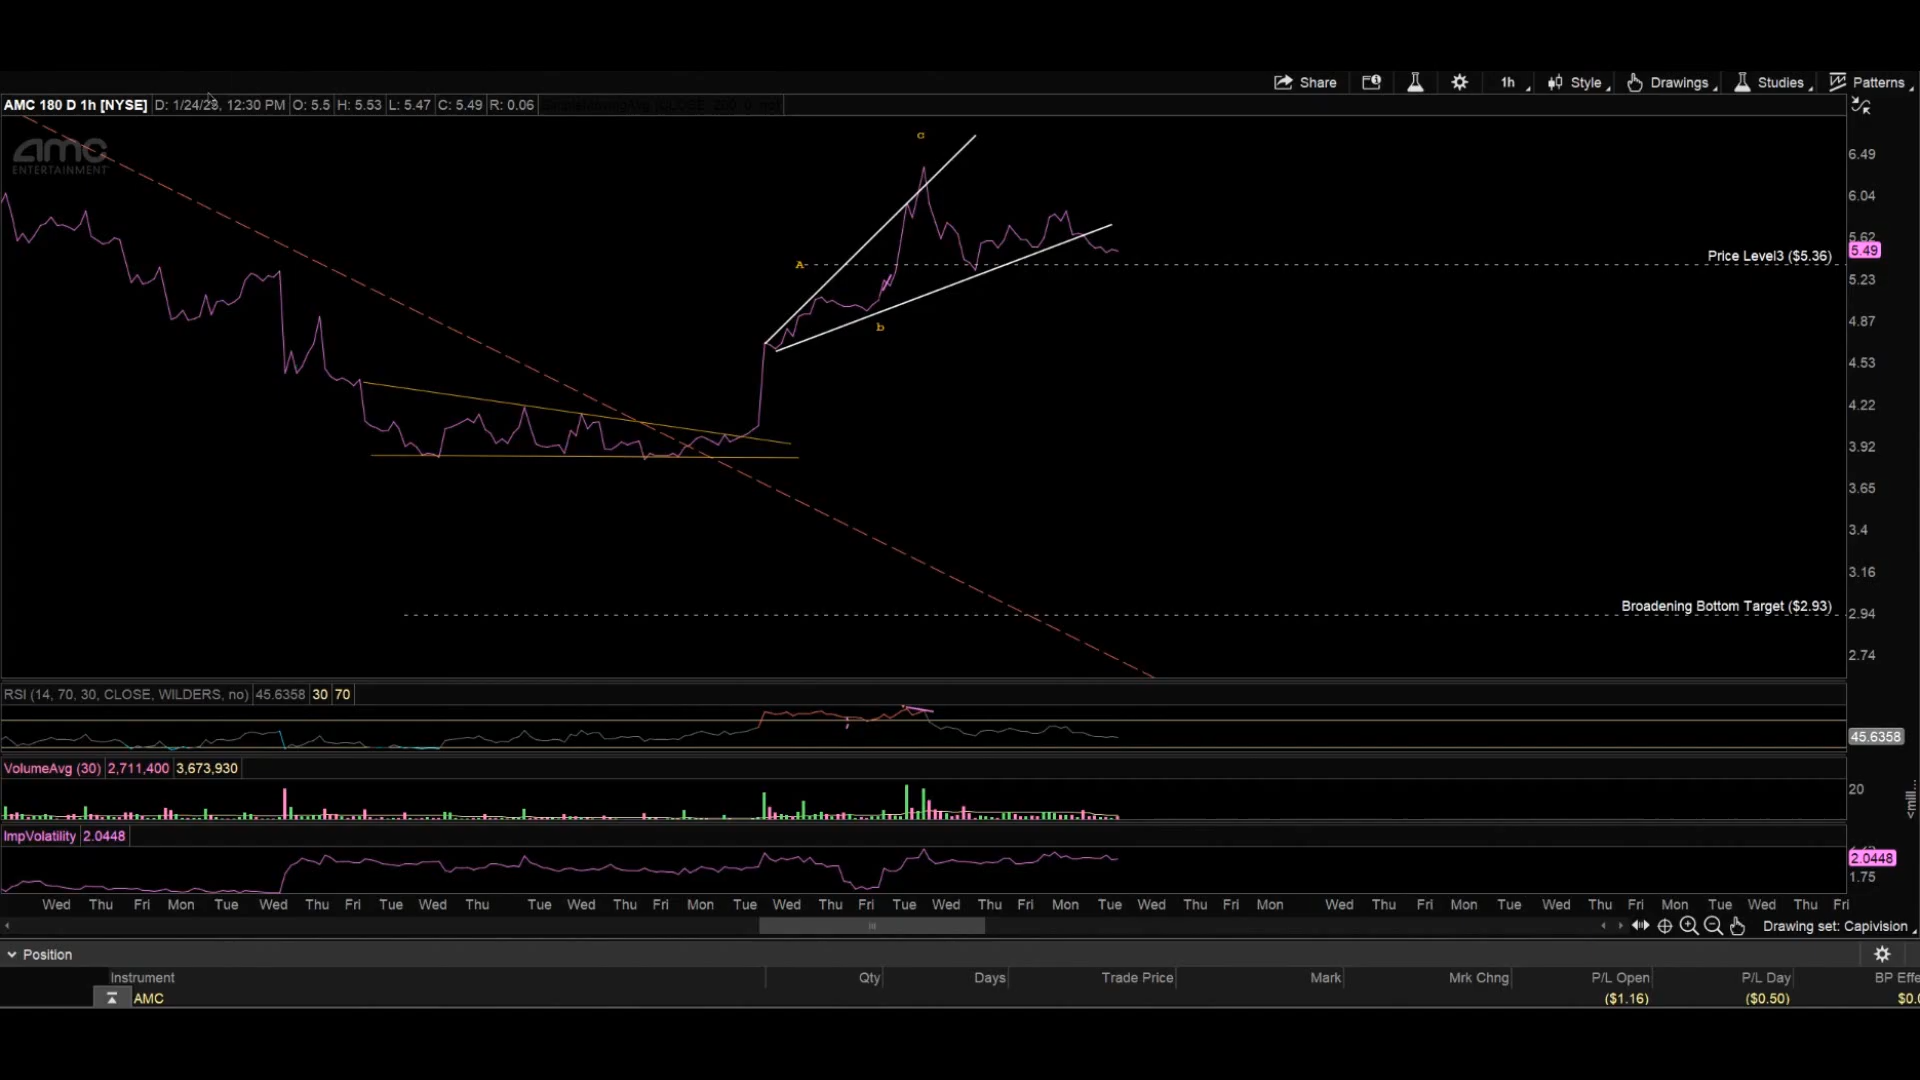 Share 1h Style Drawings Studies Patterns
AMC 180 D 1h [NYSE] D: 1/24/23, 12:30 PM O: 5.5 H: 5.53 L: 5.47 C: 5.49 R: 0.06
amc
ENTERTAINMENT
c
6.49
6.04
5.62
5.49
Price Level3 ($5.36)
A
5.23
4.87
b
4.53
4.22
3.92
3.65
3.4
3.16
Broadening Bottom Target ($2.93)
2.94
2.74
RSI (14, 70, 30, CLOSE, WILDERS, no) 45.6358 30 70
45.6358
VolumeAvg (30) 2,711,400 3,673,930
20
<mill...
ImpVolatility 2.0448
2.0448
1.75
Wed Thu Fri Mon Tue Wed Thu Fri Tue Wed Thu Tue Wed Thu Fri Mon Tue Wed Thu Fri Tue Wed Thu Fri Mon Tue Wed Thu Fri Mon Wed Thu Fri Mon Tue Wed Thu Fri Mon Tue Wed Thu Fri
Drawing set: Capivision
Position
Instrument Qty Days Trade Price Mark Mrk Chng P/L Open P/L Day BP Effe
AMC ($1.16) ($0.50) $0.